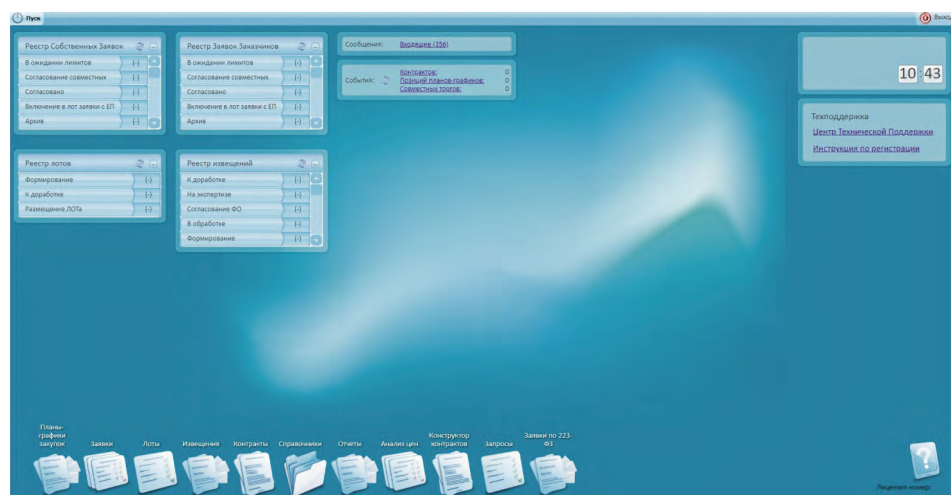 Пуск
Выход
Реестр Собственных Заявок
В ожидании лимитов (-)
Согласование совместных (-)
Согласовано (-)
Включение в лот заявки с ЕП (-)
Архив (-)
Реестр Заявок Заказчиков
В ожидании лимитов (-)
Согласование совместных (-)
Согласовано (-)
Включение в лот заявки с ЕП (-)
Архив (-)
Сообщения: Входящие (356)
События: Контрактов: 0
Позиций планов-графиков: 0
Совместных торгов: 0
10:43
Техподдержка
Центр Технической Поддержки
Инструкция по регистрации
Реестр лотов
Формирование (-)
К доработке (-)
Размещение ЛОТа (-)
Реестр извещений
К доработке (-)
На экспертизе (-)
Согласование ФО (-)
В обработке (-)
Формирование (-)
Планы-
графики
закупок
Заявки
Лоты
Извещения
Контракты
Справочники
Отчеты
Анализ цен
Конструктор
контрактов
Запросы
Заявки по 223-
ФЗ
Лицензия номер: